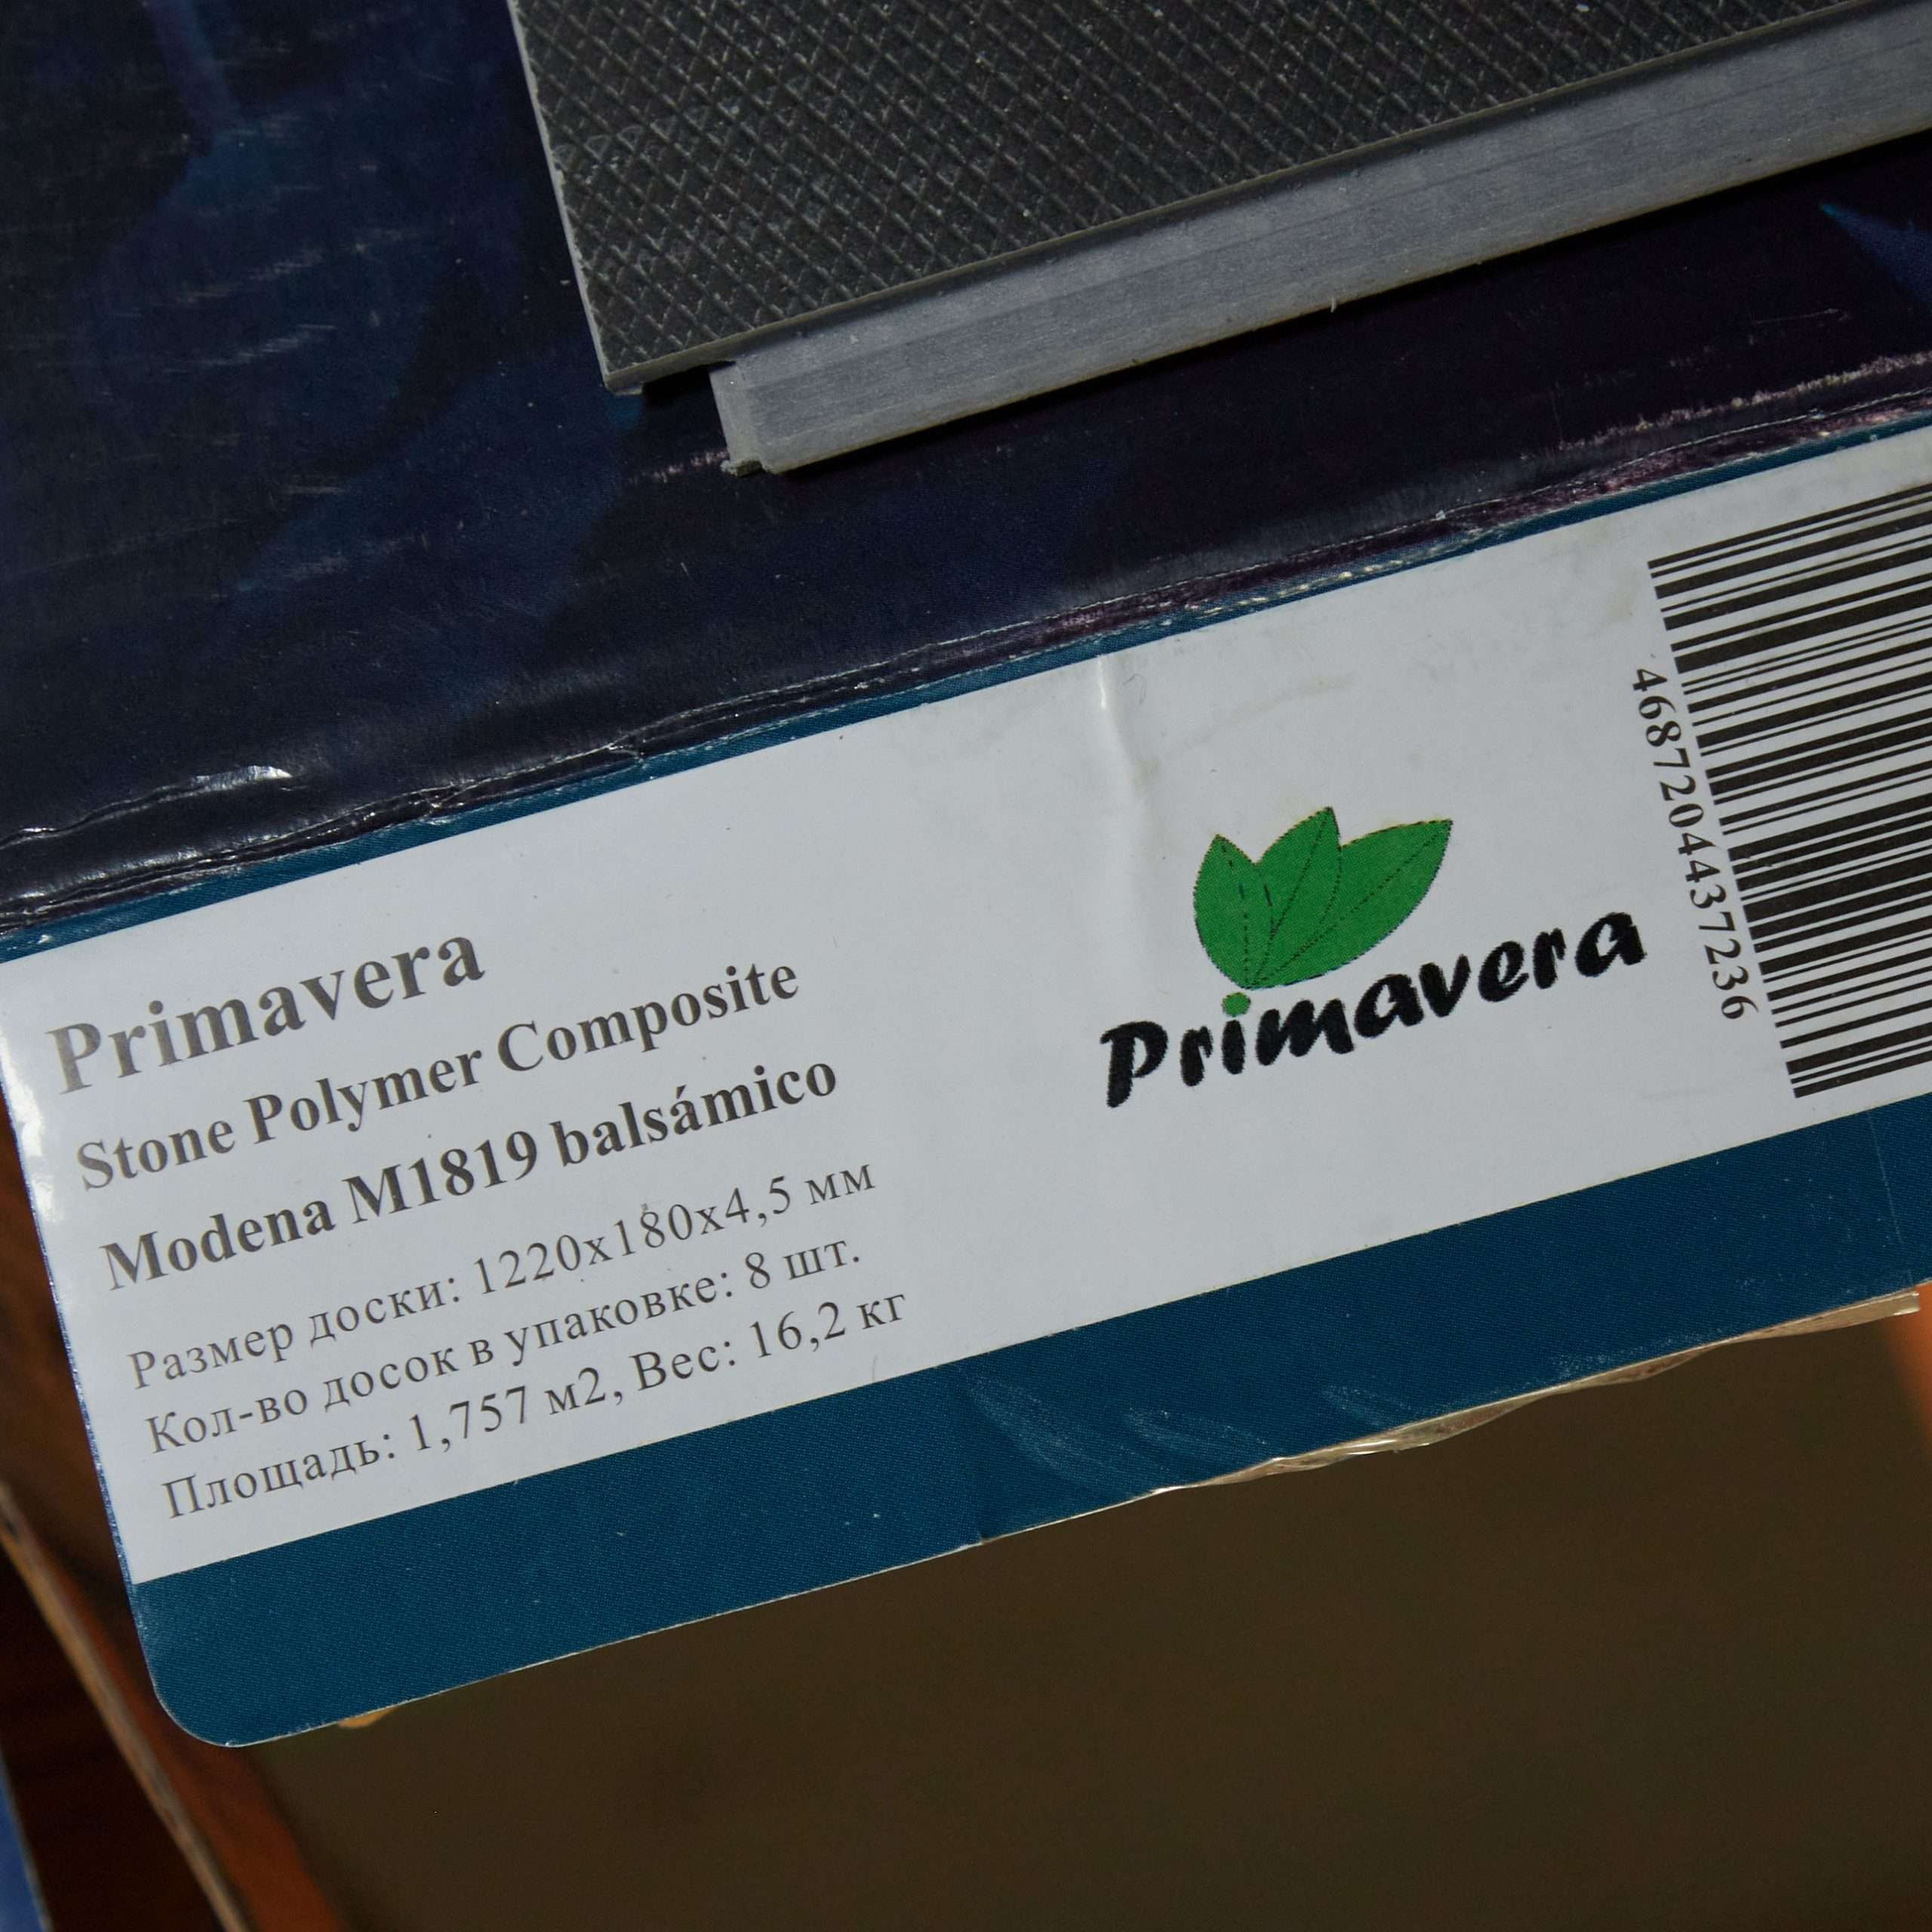 Primavera
Stone Polymer Composite
Modena M1819 balsámico
Размер доски: 1220x180x4,5 мм
Кол-во досок в упаковке: 8 шт.
Площадь: 1,757 м2, Вес: 16,2 кг
Primavera
4687204437236